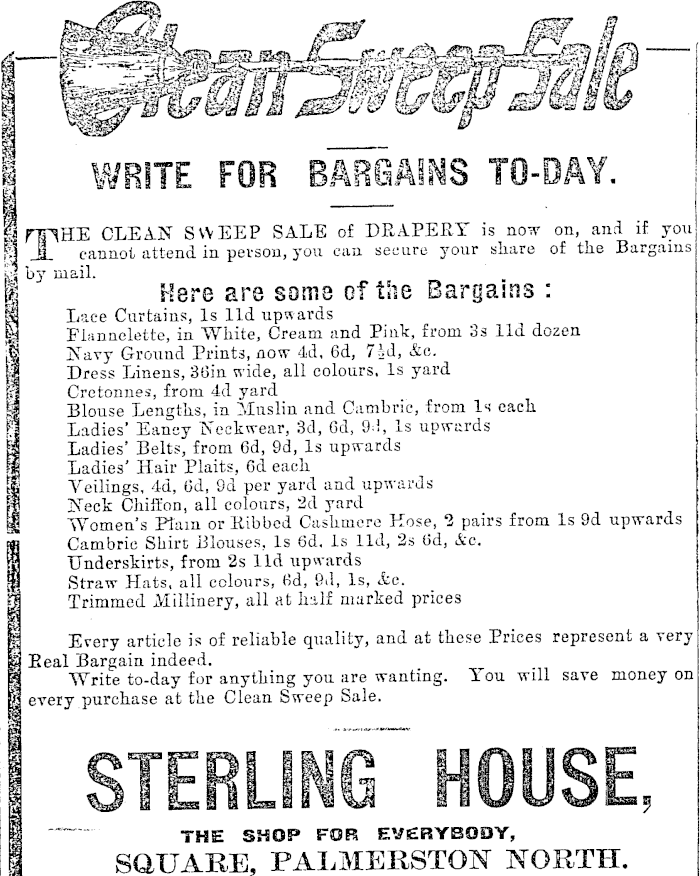 Clean Sweep Sale
WRITE FOR BARGAINS TO-DAY.
THE CLEAN SWEEP SALE of DRAPERY is now on, and if you
cannot attend in person, you can secure your share of the Bargains
by mail.
Here are some of the Bargains :
Lace Curtains, 1s 11d upwards
Flannelette, in White, Cream and Pink, from 3s 11d dozen
Navy Ground Prints, now 4d, 6d, 7½d, &c.
Dress Linens, 36in wide, all colours, 1s yard
Cretonnes, from 4d yard
Blouse Lengths, in Muslin and Cambric, from 1s each
Ladies' Eancy Neckwear, 3d, 6d, 9d, 1s upwards
Ladies' Belts, from 6d, 9d, 1s upwards
Ladies' Hair Plaits, 6d each
Veilings, 4d, 6d, 9d per yard and upwards
Neck Chiffon, all colours, 2d yard
Women's Plain or Ribbed Cashmere Hose, 2 pairs from 1s 9d upwards
Cambric Shirt Blouses, 1s 6d, 1s 11d, 2s 6d, &c.
Underskirts, from 2s 11d upwards
Straw Hats, all colours, 6d, 9d, 1s, &c.
Trimmed Millinery, all at half marked prices
Every article is of reliable quality, and at these Prices represent a very
Real Bargain indeed.
Write to-day for anything you are wanting. You will save money on
every purchase at the Clean Sweep Sale.
STERLING HOUSE,
THE SHOP FOR EVERYBODY,
SQUARE, PALMERSTON NORTH.